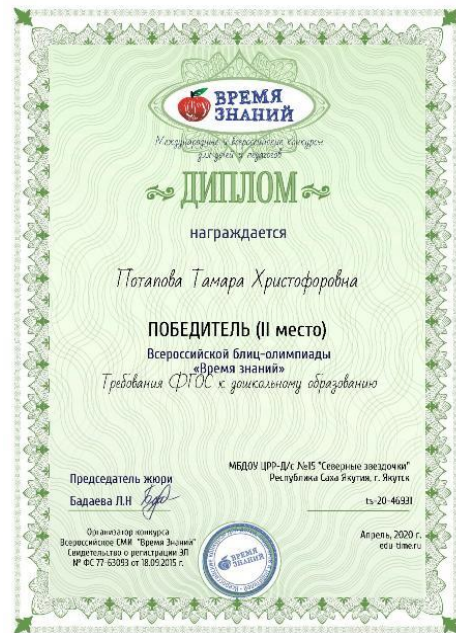 ВРЕМЯ
ЗНАНИЙ
Международные и всероссийские конкурсы
для детей и педагогов
ДИПЛОМ
награждается
Потапова Тамара Христофоровна
ПОБЕДИТЕЛЬ (II место)
Всероссийской блиц-олимпиады
«Время знаний»
Требования ФГОС к дошкольному образованию
МБДОУ ЦРР-Д/с №15 "Северные звездочки"
Республика Саха Якутия, г. Якутск
Председатель жюри
Бадаева Л.Н
ts-20-46931
Организатор конкурса
Всероссийское СМИ "Время Знаний"
Свидетельство о регистрации ЭЛ
№ ФС 77-63093 от 18.09.2015 г.
Апрель, 2020 г.
edu-time.ru
ВРЕМЯ
ЗНАНИЙ